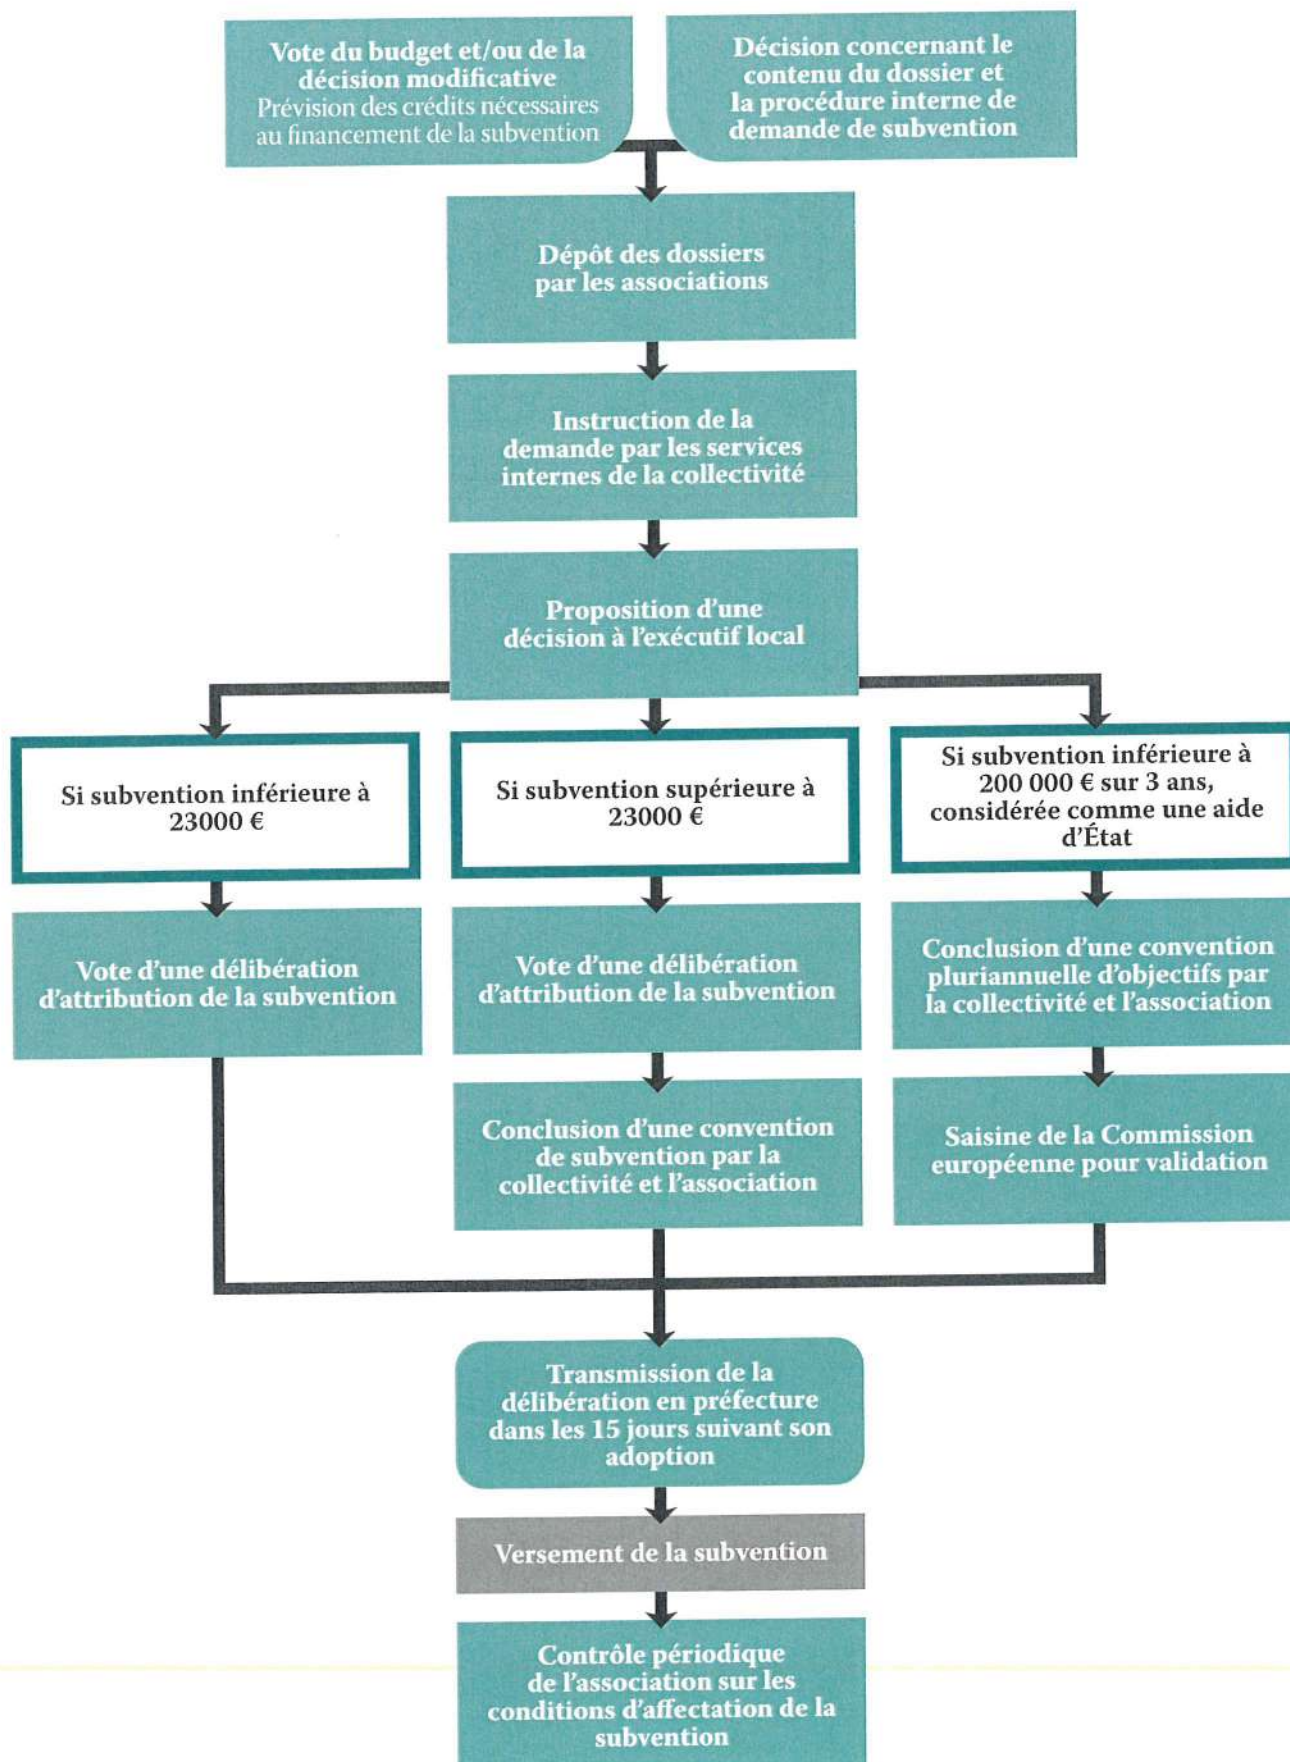 Vote du budget et/ou de la
décision modificative
Prévision des crédits nécessaires
au financement de la subvention
Décision concernant le
contenu du dossier et
la procédure interne de
demande de subvention
Dépôt des dossiers
par les associations
Instruction de la
demande par les services
internes de la collectivité
Proposition d'une
décision à l'exécutif local
Si subvention inférieure à
23000 €
Si subvention supérieure à
23000 €
Si subvention inférieure à
200 000 € sur 3 ans,
considérée comme une aide
d'État
Vote d'une délibération
d'attribution de la subvention
Vote d'une délibération
d'attribution de la subvention
Conclusion d'une convention
pluriannuelle d'objectifs par
la collectivité et l'association
Conclusion d'une convention
de subvention par la
collectivité et l'association
Saisine de la Commission
européenne pour validation
Transmission de la
délibération en préfecture
dans les 15 jours suivant son
adoption
Versement de la subvention
Contrôle périodique
de l'association sur les
conditions d'affectation de la
subvention